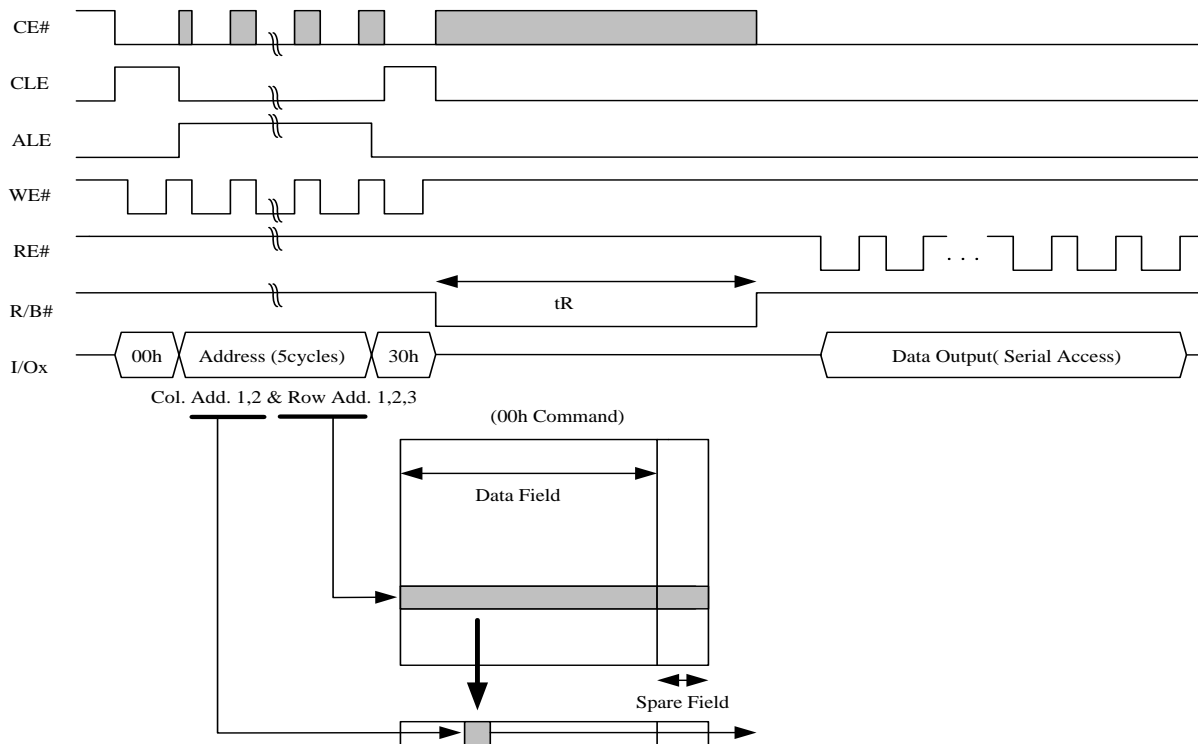 CE#
CLE
ALE
WE#
RE#
. . .
R/B#
tR
I/Ox
00h
Address (5cycles)
30h
Data Output( Serial Access)
Col. Add. 1,2 & Row Add. 1,2,3
(00h Command)
Data Field
Spare Field